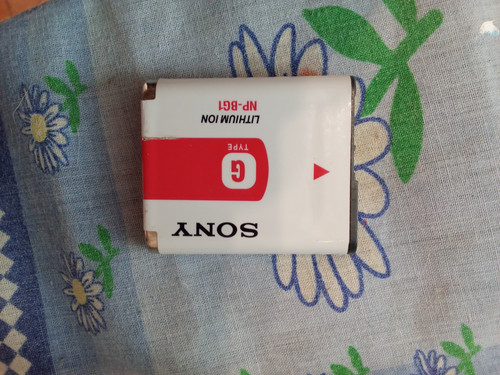 SONY
G
TYPE
LITHIUM ION
NP-BG1